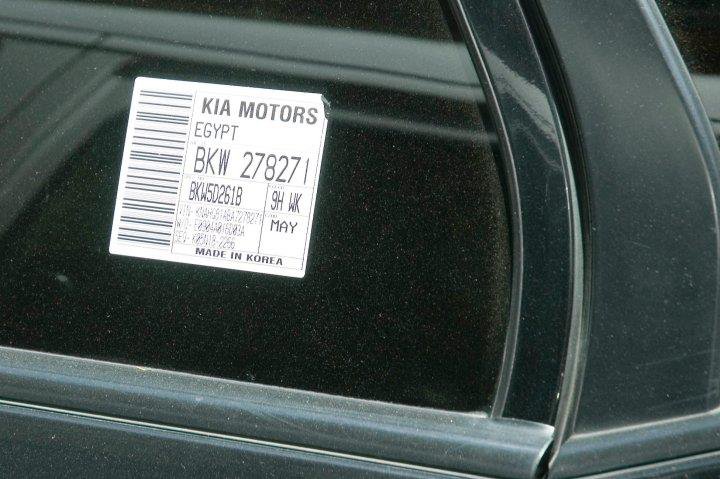 KIA MOTORS
EGYPT
BKW 278271
BKW5D261B 9H WK
MAY
MADE IN KOREA